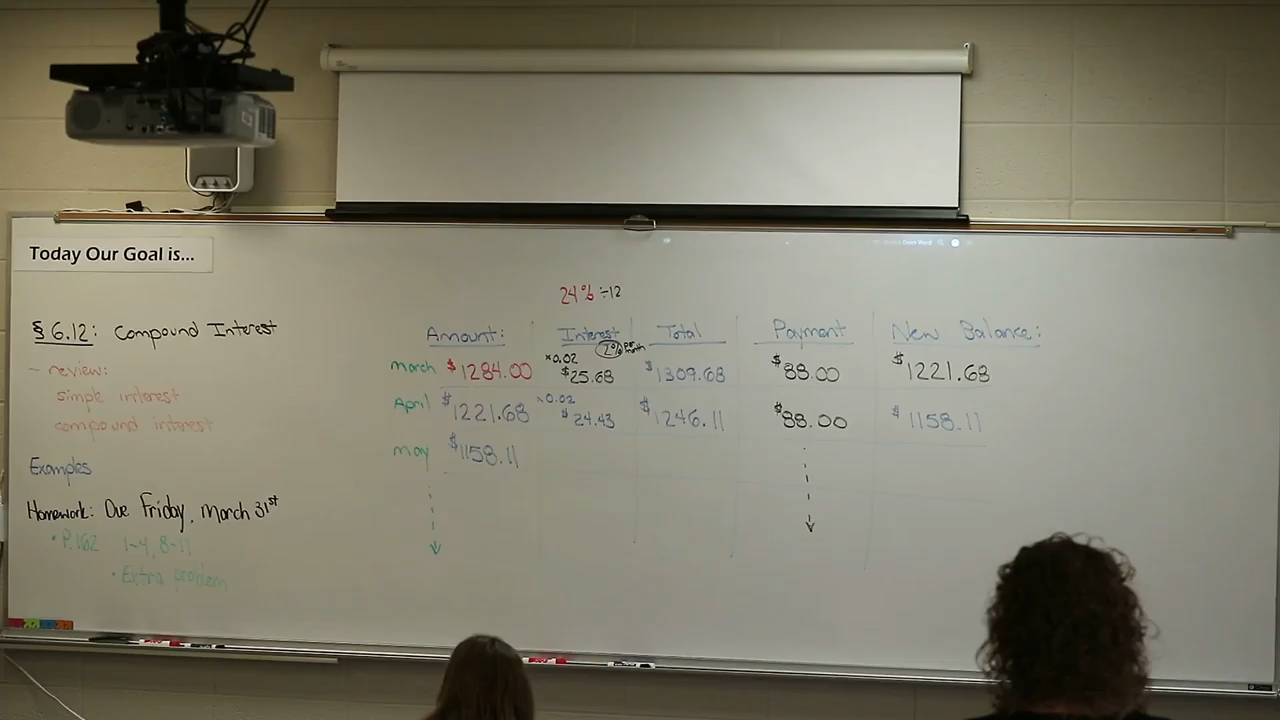 Today Our Goal is...
§ 6.12: Compound Interest
- review:
simple interest
compound interest
Examples
Homework: Due Friday, March 31st
• P.162 1-4, 8-11
• Extra problem
24% ÷12
Amount: Interest Total Payment New Balance:
2% per month
March $1284.00 ×0.02 $25.68 $1309.68 $88.00 $1221.68
April $1221.68 ×0.02 $24.43 $1246.11 $88.00 $1158.11
May $1158.11